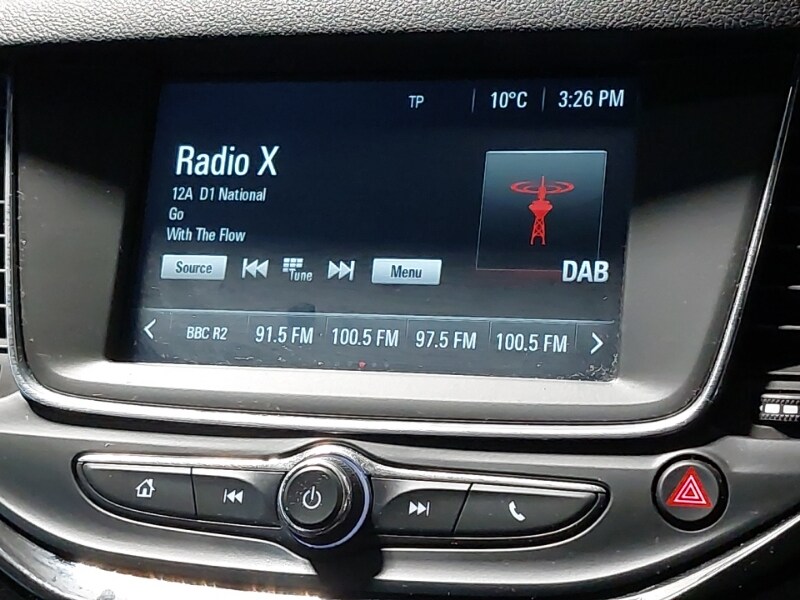 TP 10°C 3:26 PM
Radio X
12A D1 National
Go
With The Flow
Source Tune Menu
DAB
BBC R2 91.5 FM 100.5 FM 97.5 FM 100.5 FM